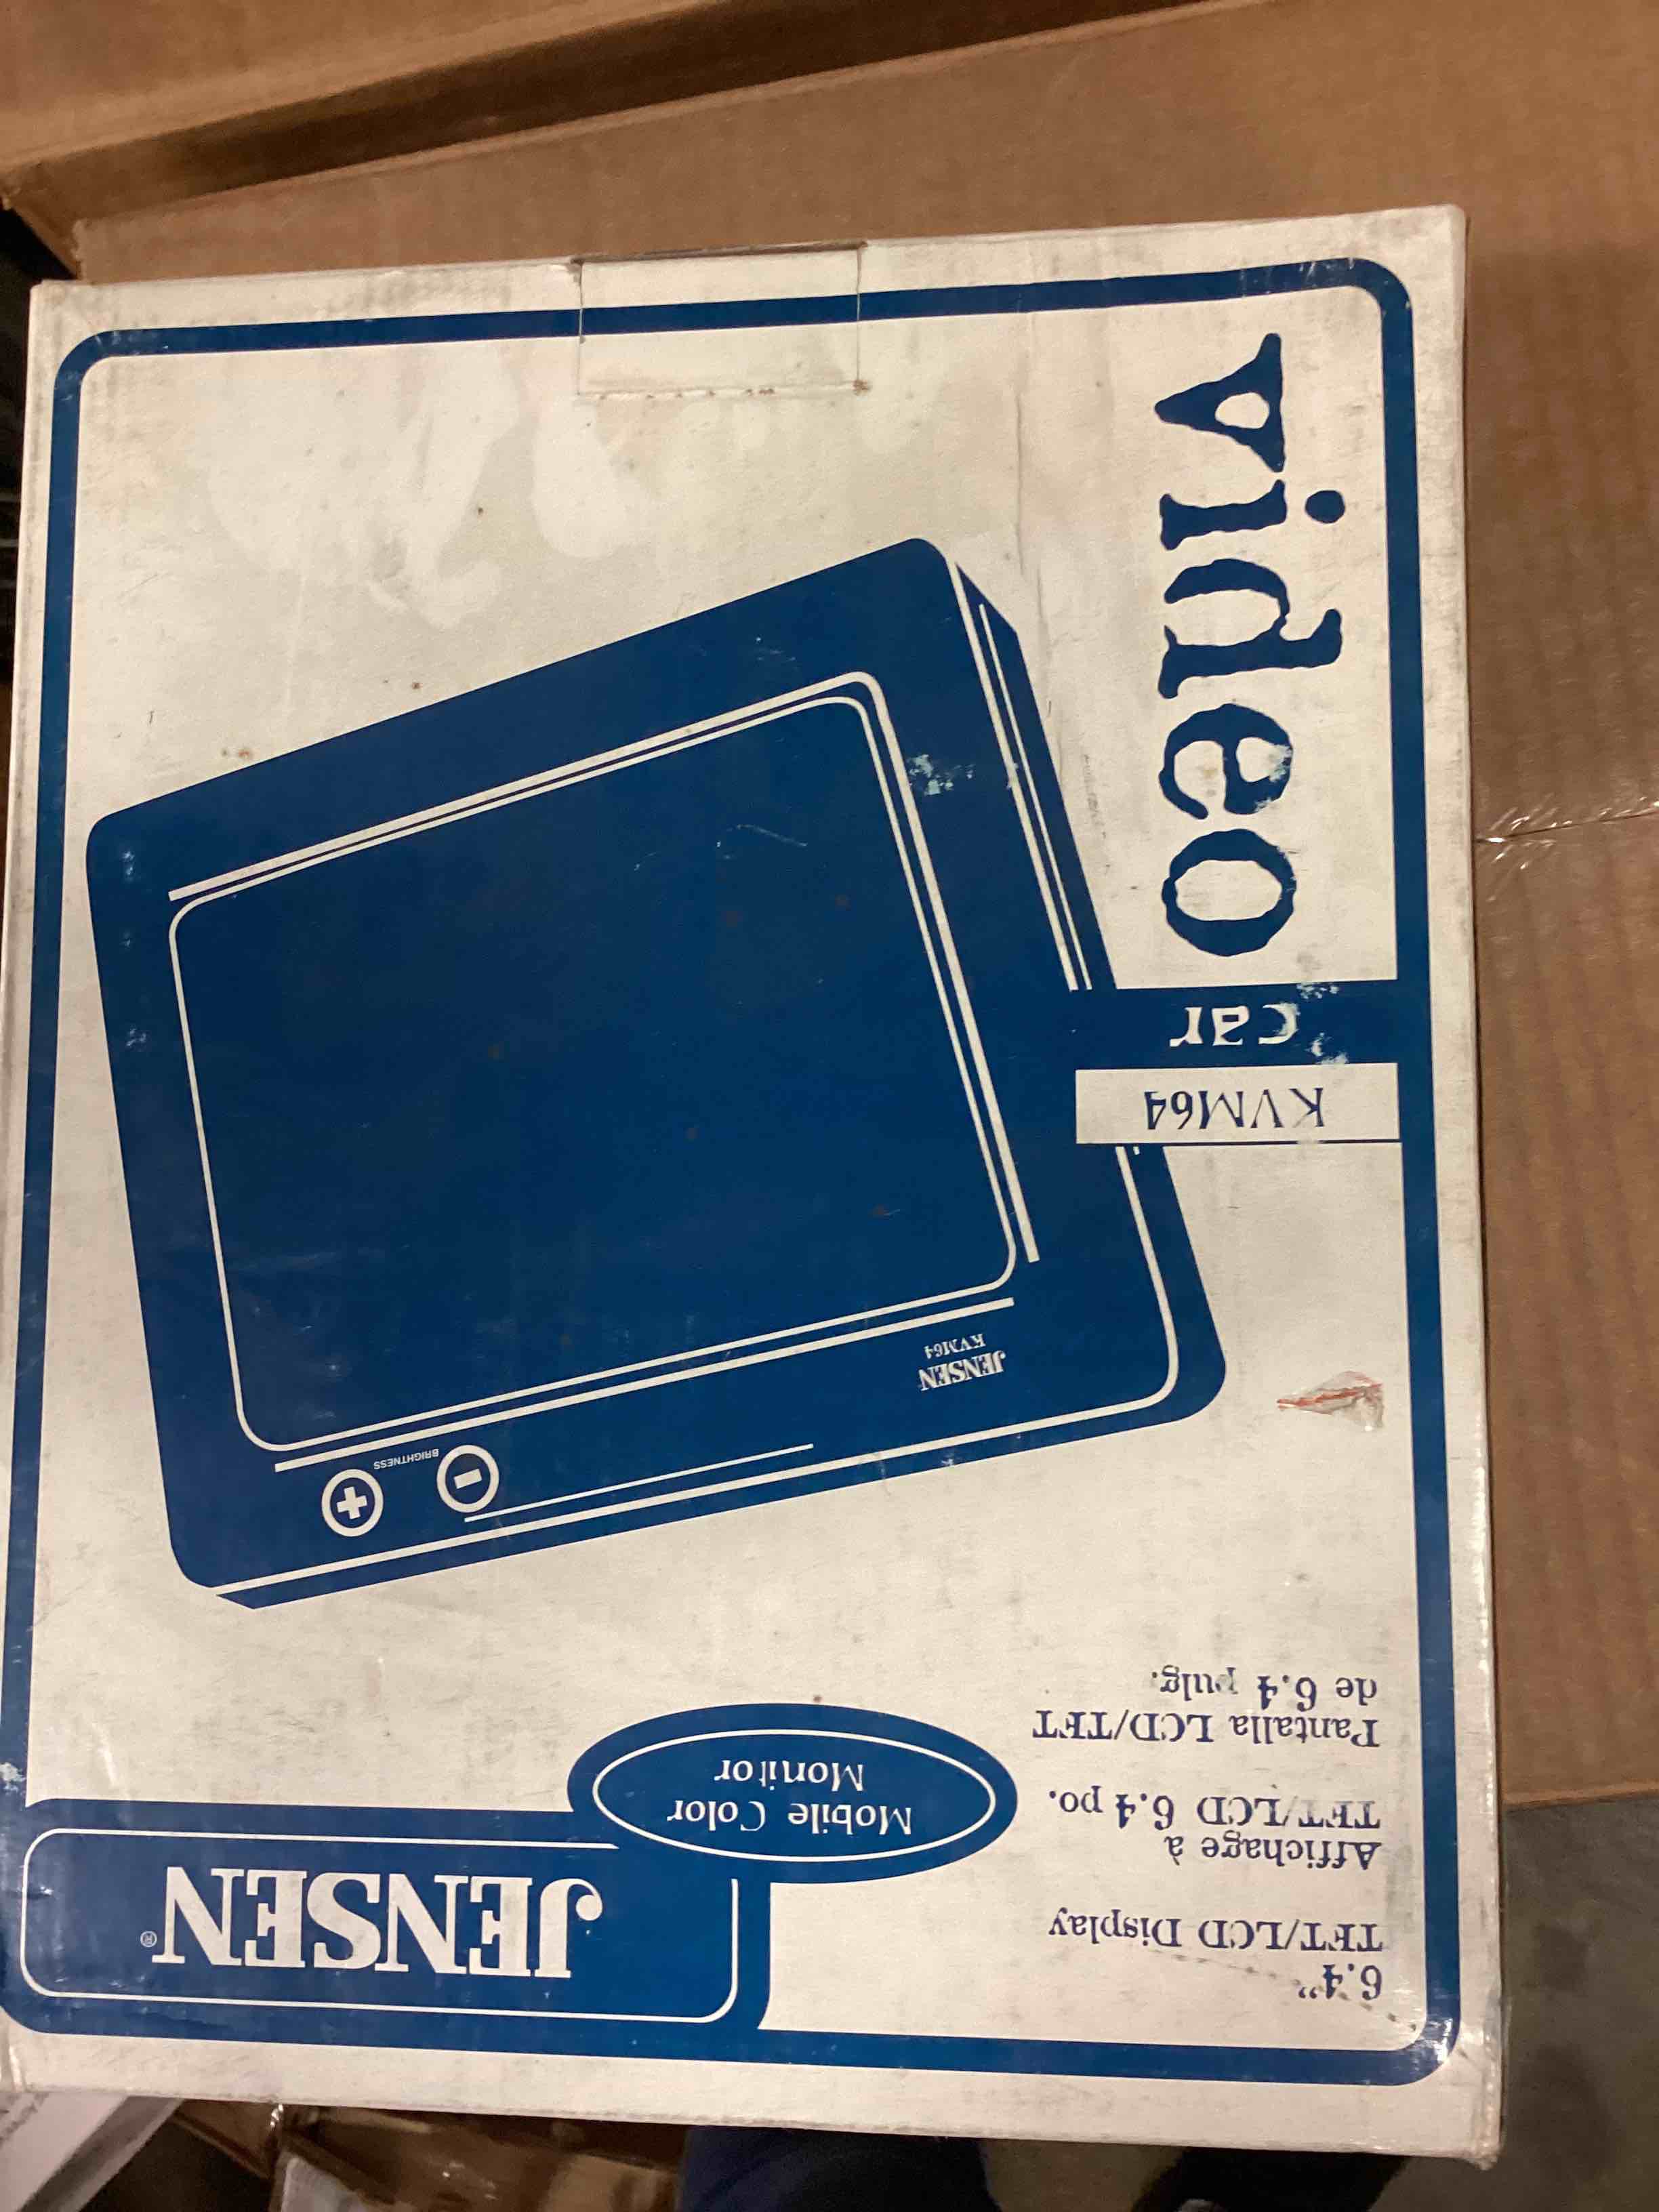 JENSEN®
6.4"
TFT/LCD Display
Affichage à
TFT/LCD 6.4 po.
Pantalla LCD/TFT
de 6.4 pulg.
Mobile Color
Monitor
BRIGHTNESS
JENSEN
KVM64
KVM64
car
video